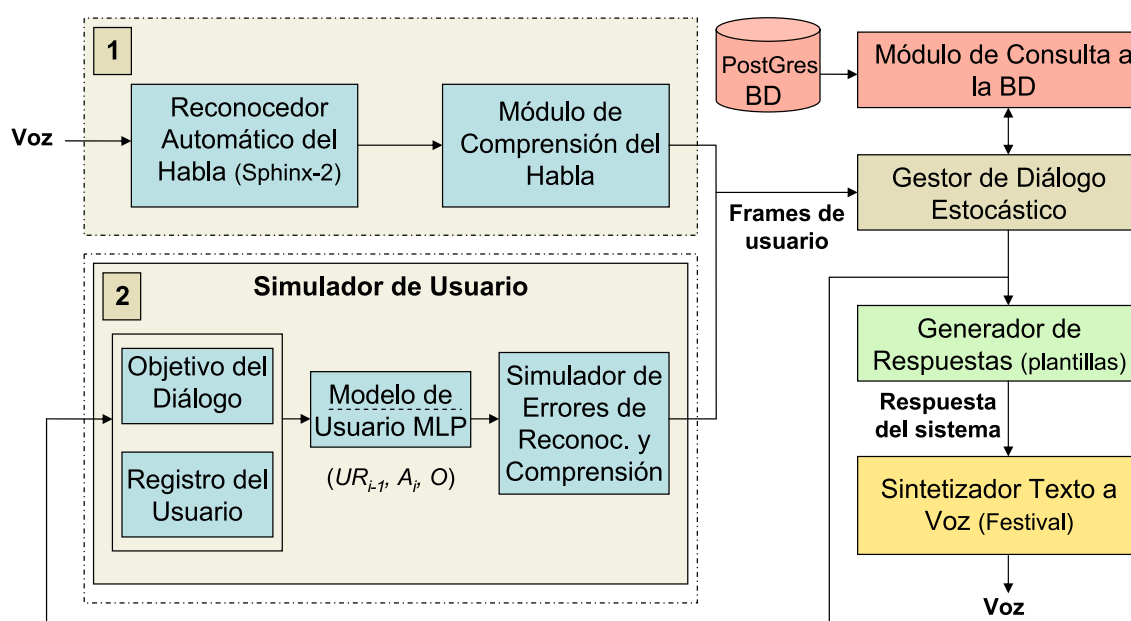 1
Voz
Reconocedor
Automático del
Habla (Sphinx-2)
Módulo de
Comprensión del
Habla
PostGres
BD
Módulo de Consulta a
la BD
Gestor de Diálogo
Estocástico
Frames de
usuario
2
Simulador de Usuario
Objetivo del
Diálogo
Registro del
Usuario
Modelo de
Usuario MLP
(URi-1, Ai, O)
Simulador de
Errores de
Reconoc. y
Comprensión
Generador de
Respuestas (plantillas)
Respuesta
del sistema
Sintetizador Texto a
Voz (Festival)
Voz